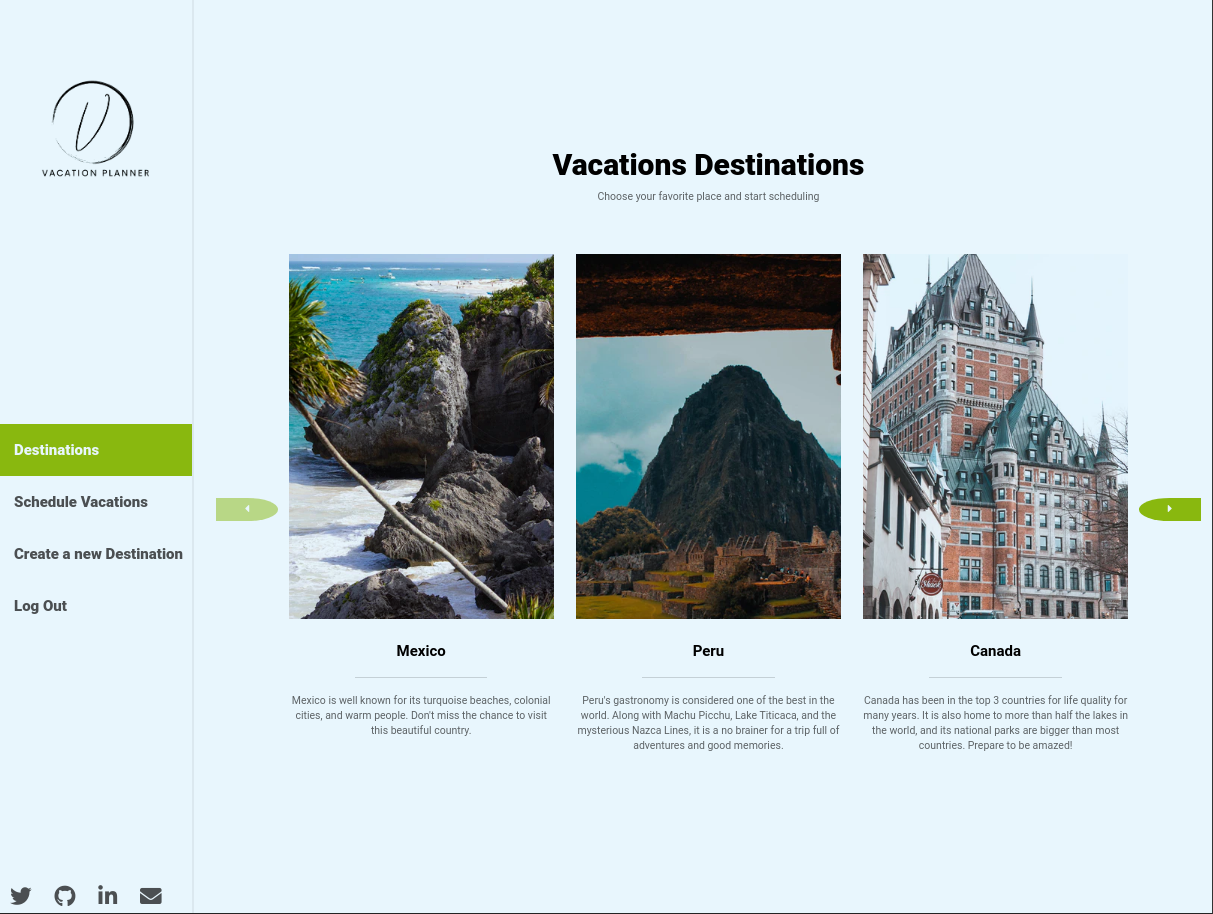 V
VACATION PLANNER
Destinations
Schedule Vacations
Create a new Destination
Log Out
Vacations Destinations
Choose your favorite place and start scheduling
Mexico
Mexico is well known for its turquoise beaches, colonial
cities, and warm people. Don't miss the chance to visit
this beautiful country.
Peru
Peru's gastronomy is considered one of the best in the
world. Along with Machu Picchu, Lake Titicaca, and the
mysterious Nazca Lines, it is a no brainer for a trip full of
adventures and good memories.
Canada
Canada has been in the top 3 countries for life quality for
many years. It is also home to more than half the lakes in
the world, and its national parks are bigger than most
countries. Prepare to be amazed!
in